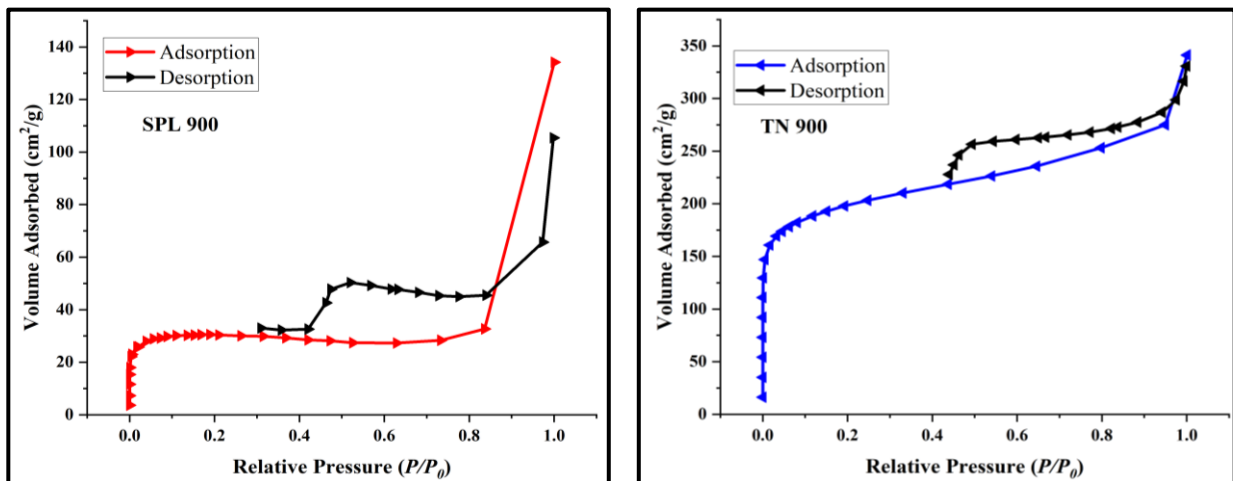 Adsorption
Desorption
SPL 900
Volume Adsorbed (cm²/g)
140
120
100
80
60
40
20
0
0.0 0.2 0.4 0.6 0.8 1.0
Relative Pressure (P/P₀)
Adsorption
Desorption
TN 900
Volume Adsorbed (cm²/g)
350
300
250
200
150
100
50
0
0.0 0.2 0.4 0.6 0.8 1.0
Relative Pressure (P/P₀)